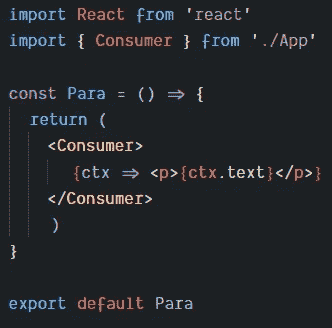 import React from 'react'
import { Consumer } from './App'

const Para = () => {
  return (
    <Consumer>
      {ctx => <p>{ctx.text}</p>}
    </Consumer>
    )
}

export default Para